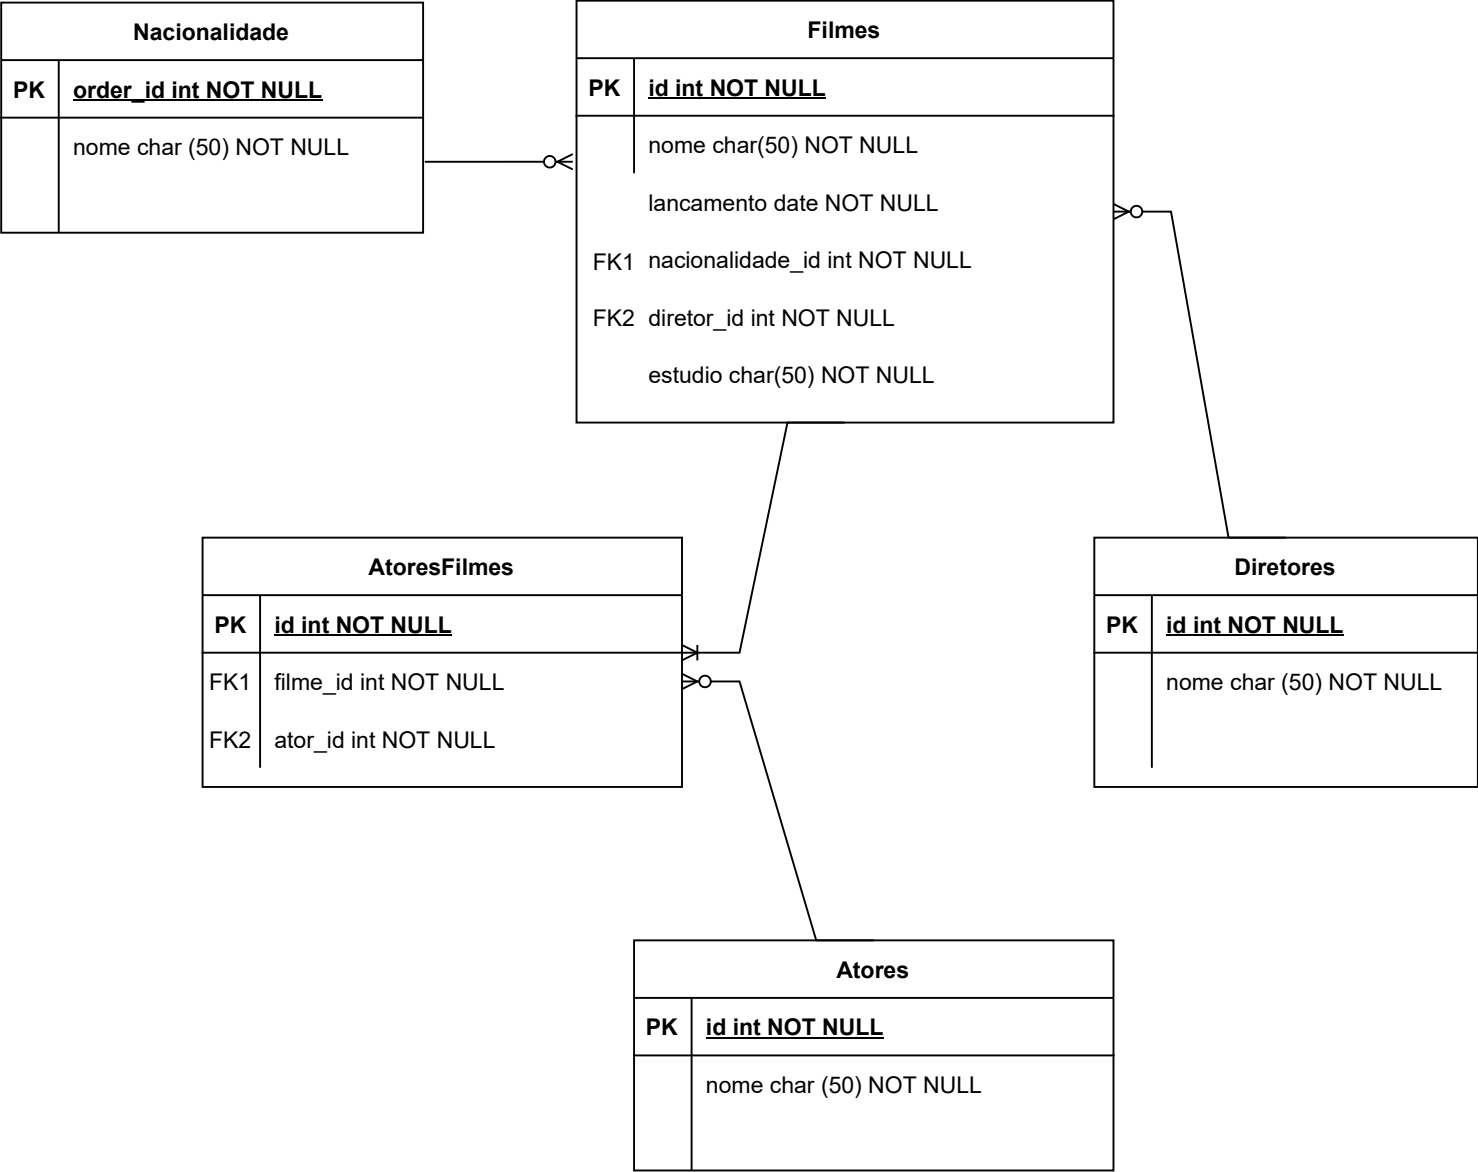 Nacionalidade
PK order_id int NOT NULL
nome char (50) NOT NULL
Filmes
PK id int NOT NULL
nome char(50) NOT NULL
lancamento date NOT NULL
FK1 nacionalidade_id int NOT NULL
FK2 diretor_id int NOT NULL
estudio char(50) NOT NULL
AtoresFilmes
PK id int NOT NULL
FK1 filme_id int NOT NULL
FK2 ator_id int NOT NULL
Diretores
PK id int NOT NULL
nome char (50) NOT NULL
Atores
PK id int NOT NULL
nome char (50) NOT NULL